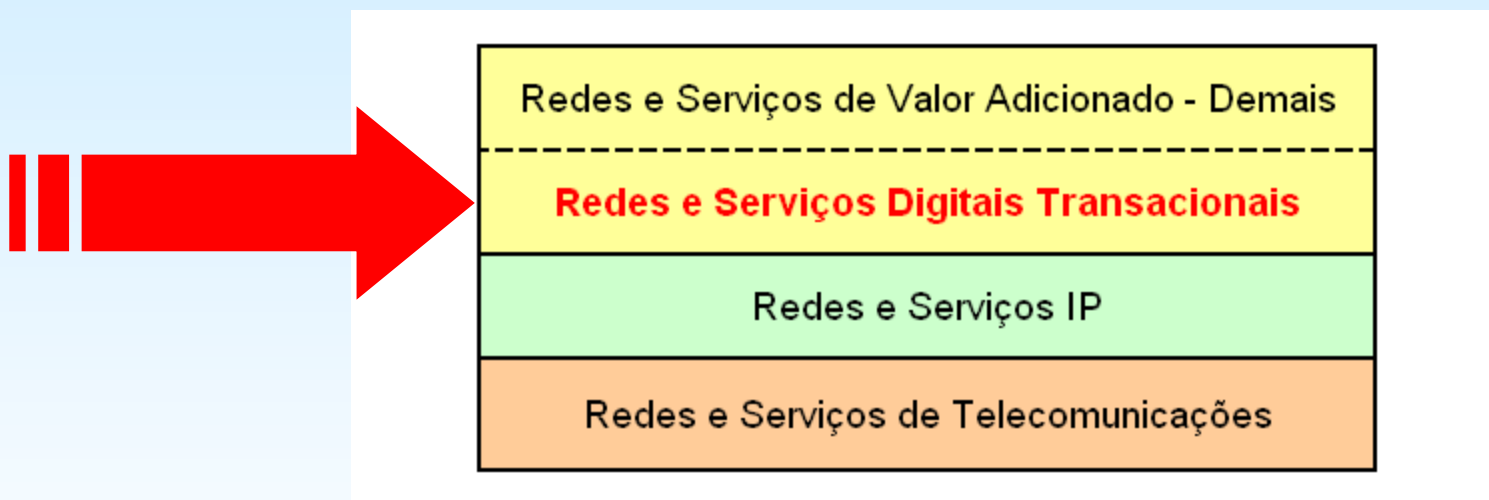 Redes e Serviços de Valor Adicionado - Demais
Redes e Serviços Digitais Transacionais
Redes e Serviços IP
Redes e Serviços de Telecomunicações